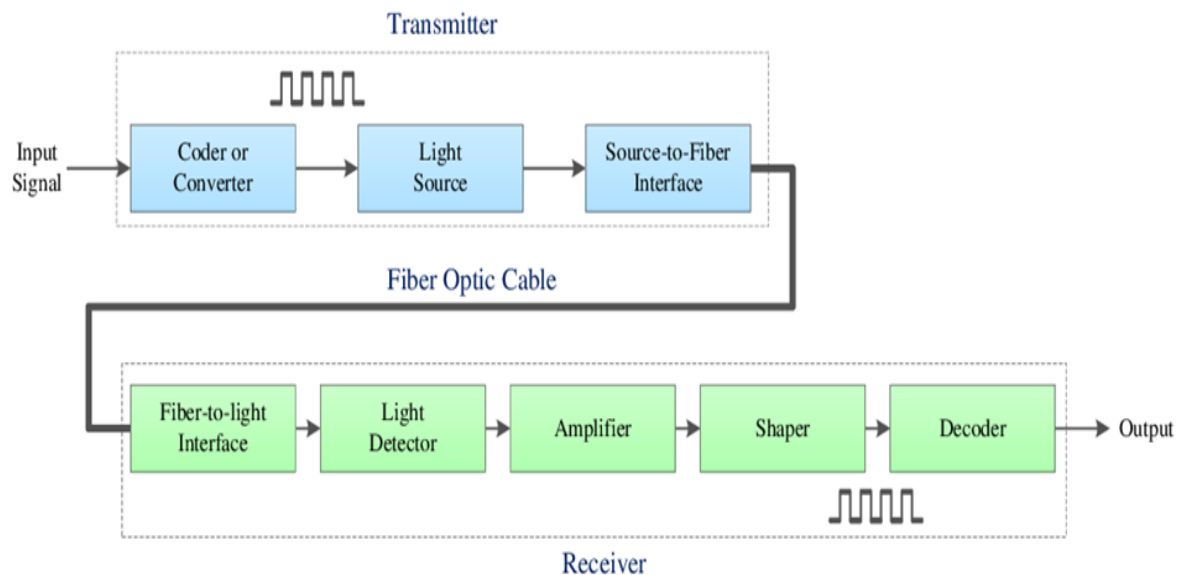 Transmitter
Input
Signal
Coder or
Converter
Light
Source
Source-to-Fiber
Interface
Fiber Optic Cable
Fiber-to-light
Interface
Light
Detector
Amplifier
Shaper
Decoder
Output
Receiver